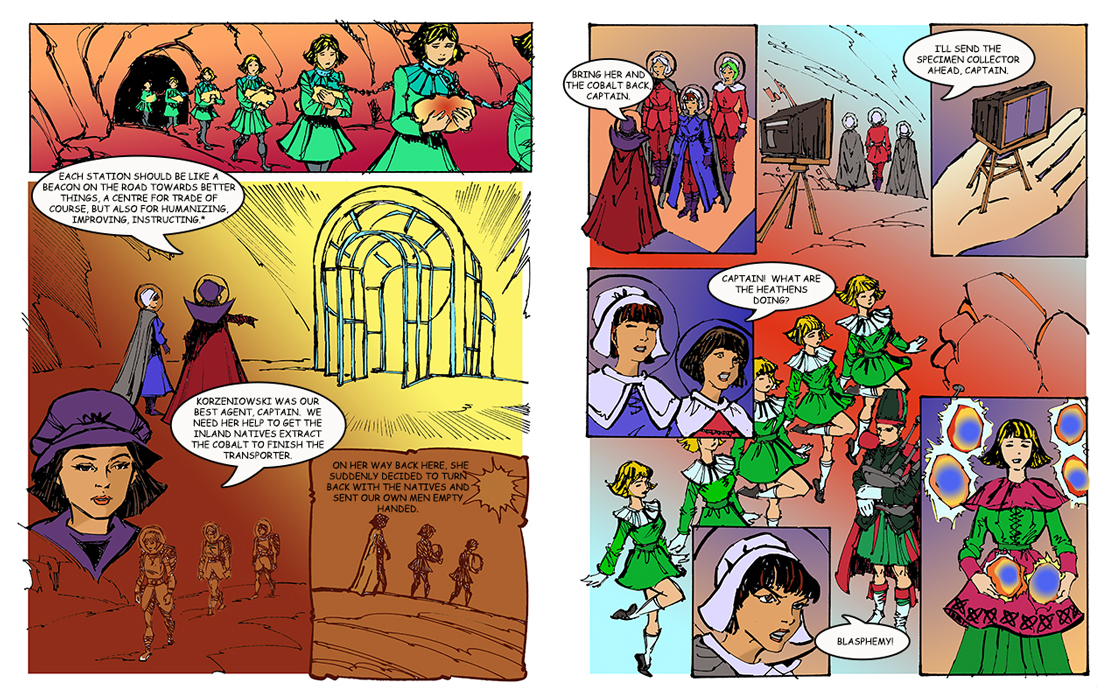 EACH STATION SHOULD BE LIKE A
BEACON ON THE ROAD TOWARDS BETTER
THINGS, A CENTRE FOR TRADE OF
COURSE, BUT ALSO FOR HUMANIZING,
IMPROVING, INSTRUCTING,*
KORZENIOWSKI WAS OUR
BEST AGENT, CAPTAIN. WE
NEED HER HELP TO GET THE
INLAND NATIVES EXTRACT
THE COBALT TO FINISH THE
TRANSPORTER.
ON HER WAY BACK HERE, SHE
SUDDENLY DECIDED TO TURN
BACK WITH THE NATIVES AND
SENT OUR OWN MEN EMPTY
HANDED.
BRING HER AND
THE COBALT BACK,
CAPTAIN.
I'LL SEND THE
SPECIMEN COLLECTOR
AHEAD, CAPTAIN.
CAPTAIN! WHAT ARE
THE HEATHENS
DOING?
BLASPHEMY!